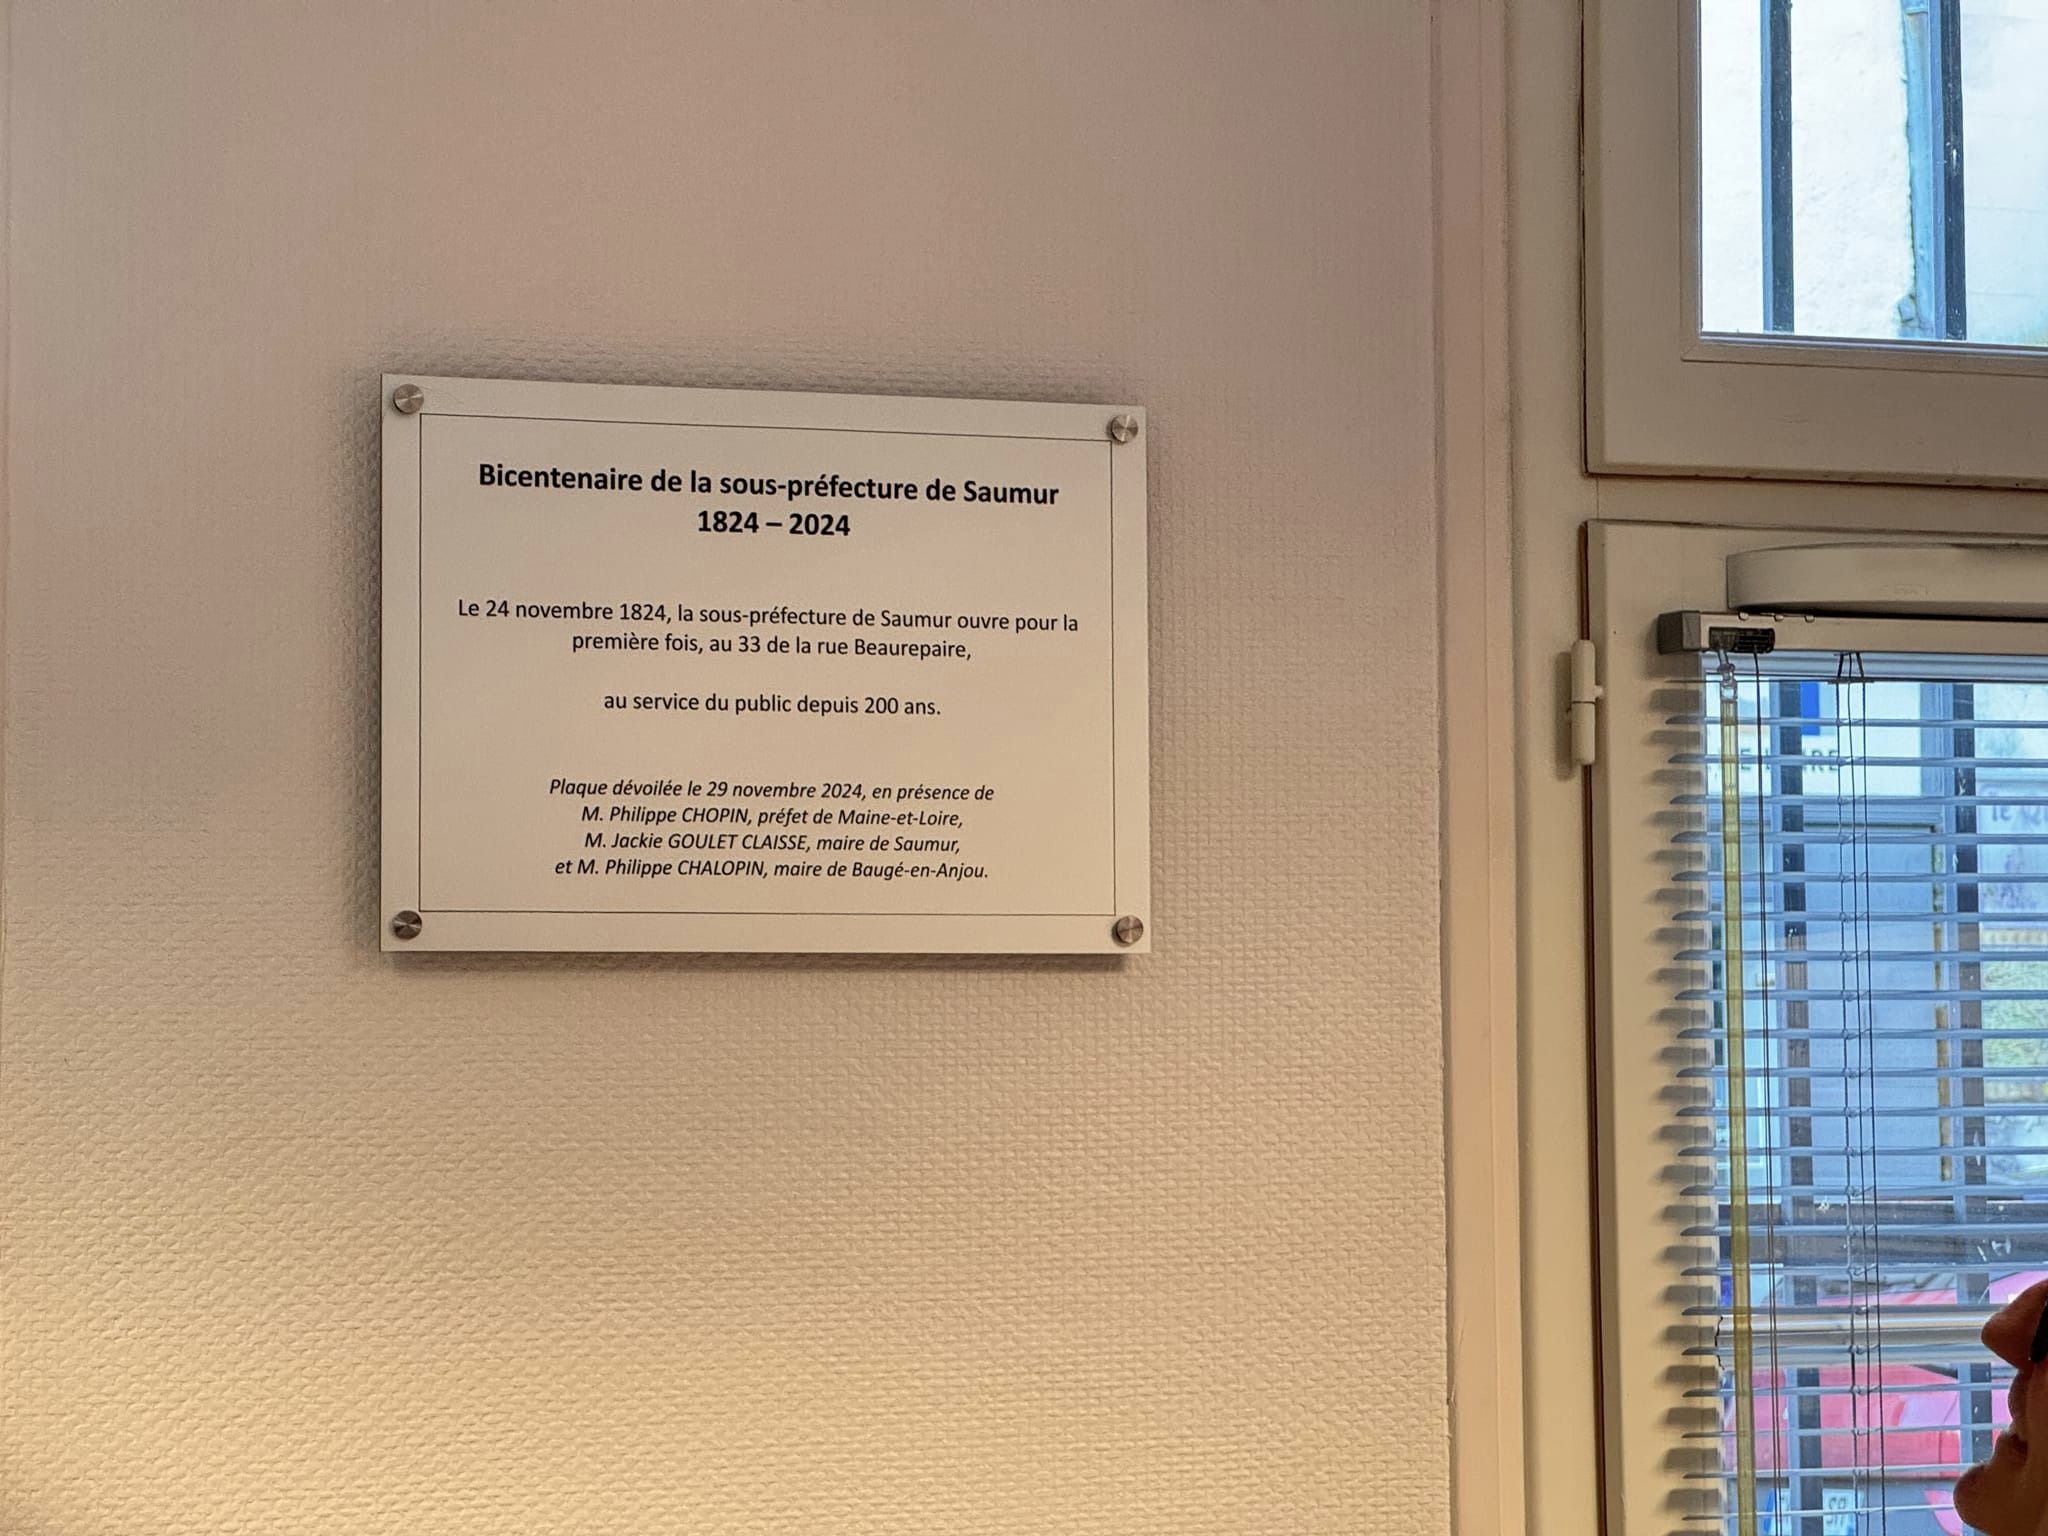 Bicentenaire de la sous-préfecture de Saumur
1824 – 2024
Le 24 novembre 1824, la sous-préfecture de Saumur ouvre pour la
première fois, au 33 de la rue Beaurepaire,
au service du public depuis 200 ans.
Plaque dévoilée le 29 novembre 2024, en présence de
M. Philippe CHOPIN, préfet de Maine-et-Loire,
M. Jackie GOULET CLAISSE, maire de Saumur,
et M. Philippe CHALOPIN, maire de Baugé-en-Anjou.